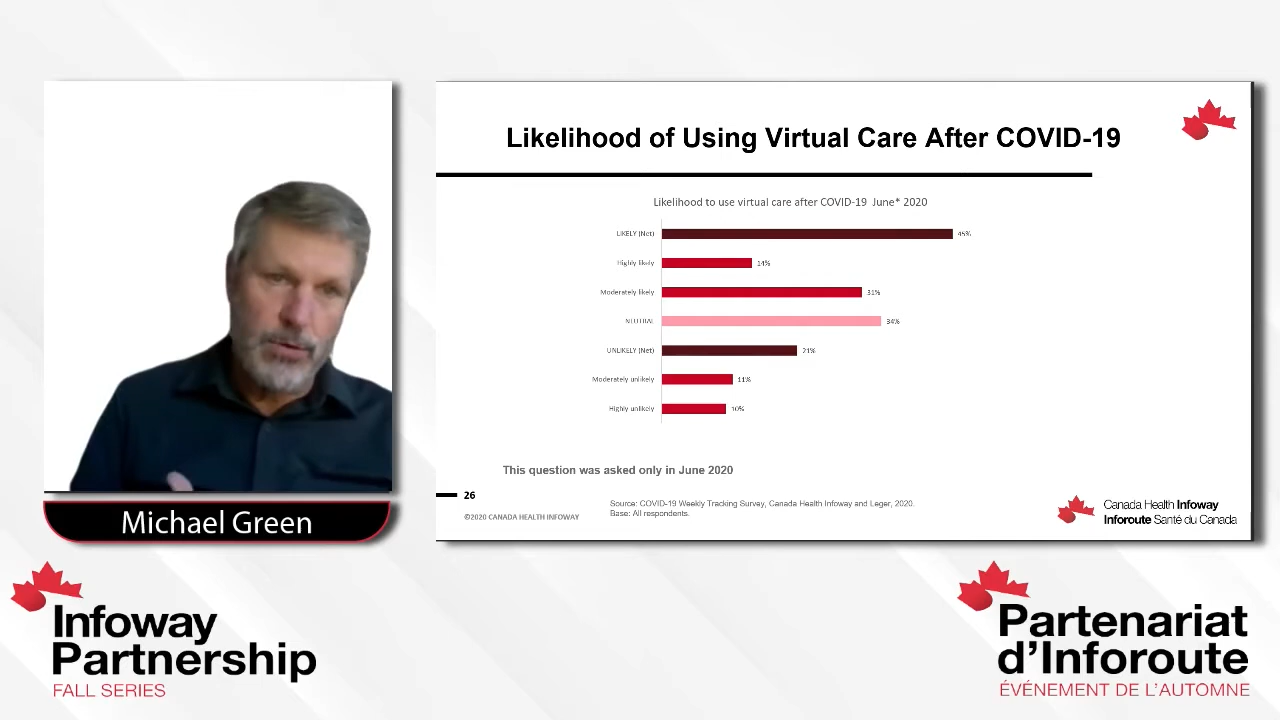 Likelihood of Using Virtual Care After COVID-19
Likelihood to use virtual care after COVID-19 June* 2020
LIKELY (Net) 45%
Highly likely 14%
Moderately likely 31%
NEUTRAL 34%
UNLIKELY (Net) 21%
Moderately unlikely 11%
Highly unlikely 10%
This question was asked only in June 2020
26
©2020 CANADA HEALTH INFOWAY
Source: COVID-19 Weekly Tracking Survey, Canada Health Infoway and Leger, 2020.
Base: All respondents.
Canada Health Infoway
Inforoute Santé du Canada
Michael Green
Infoway
Partnership
FALL SERIES
Partenariat
d'Inforoute
ÉVÉNEMENT DE L'AUTOMNE